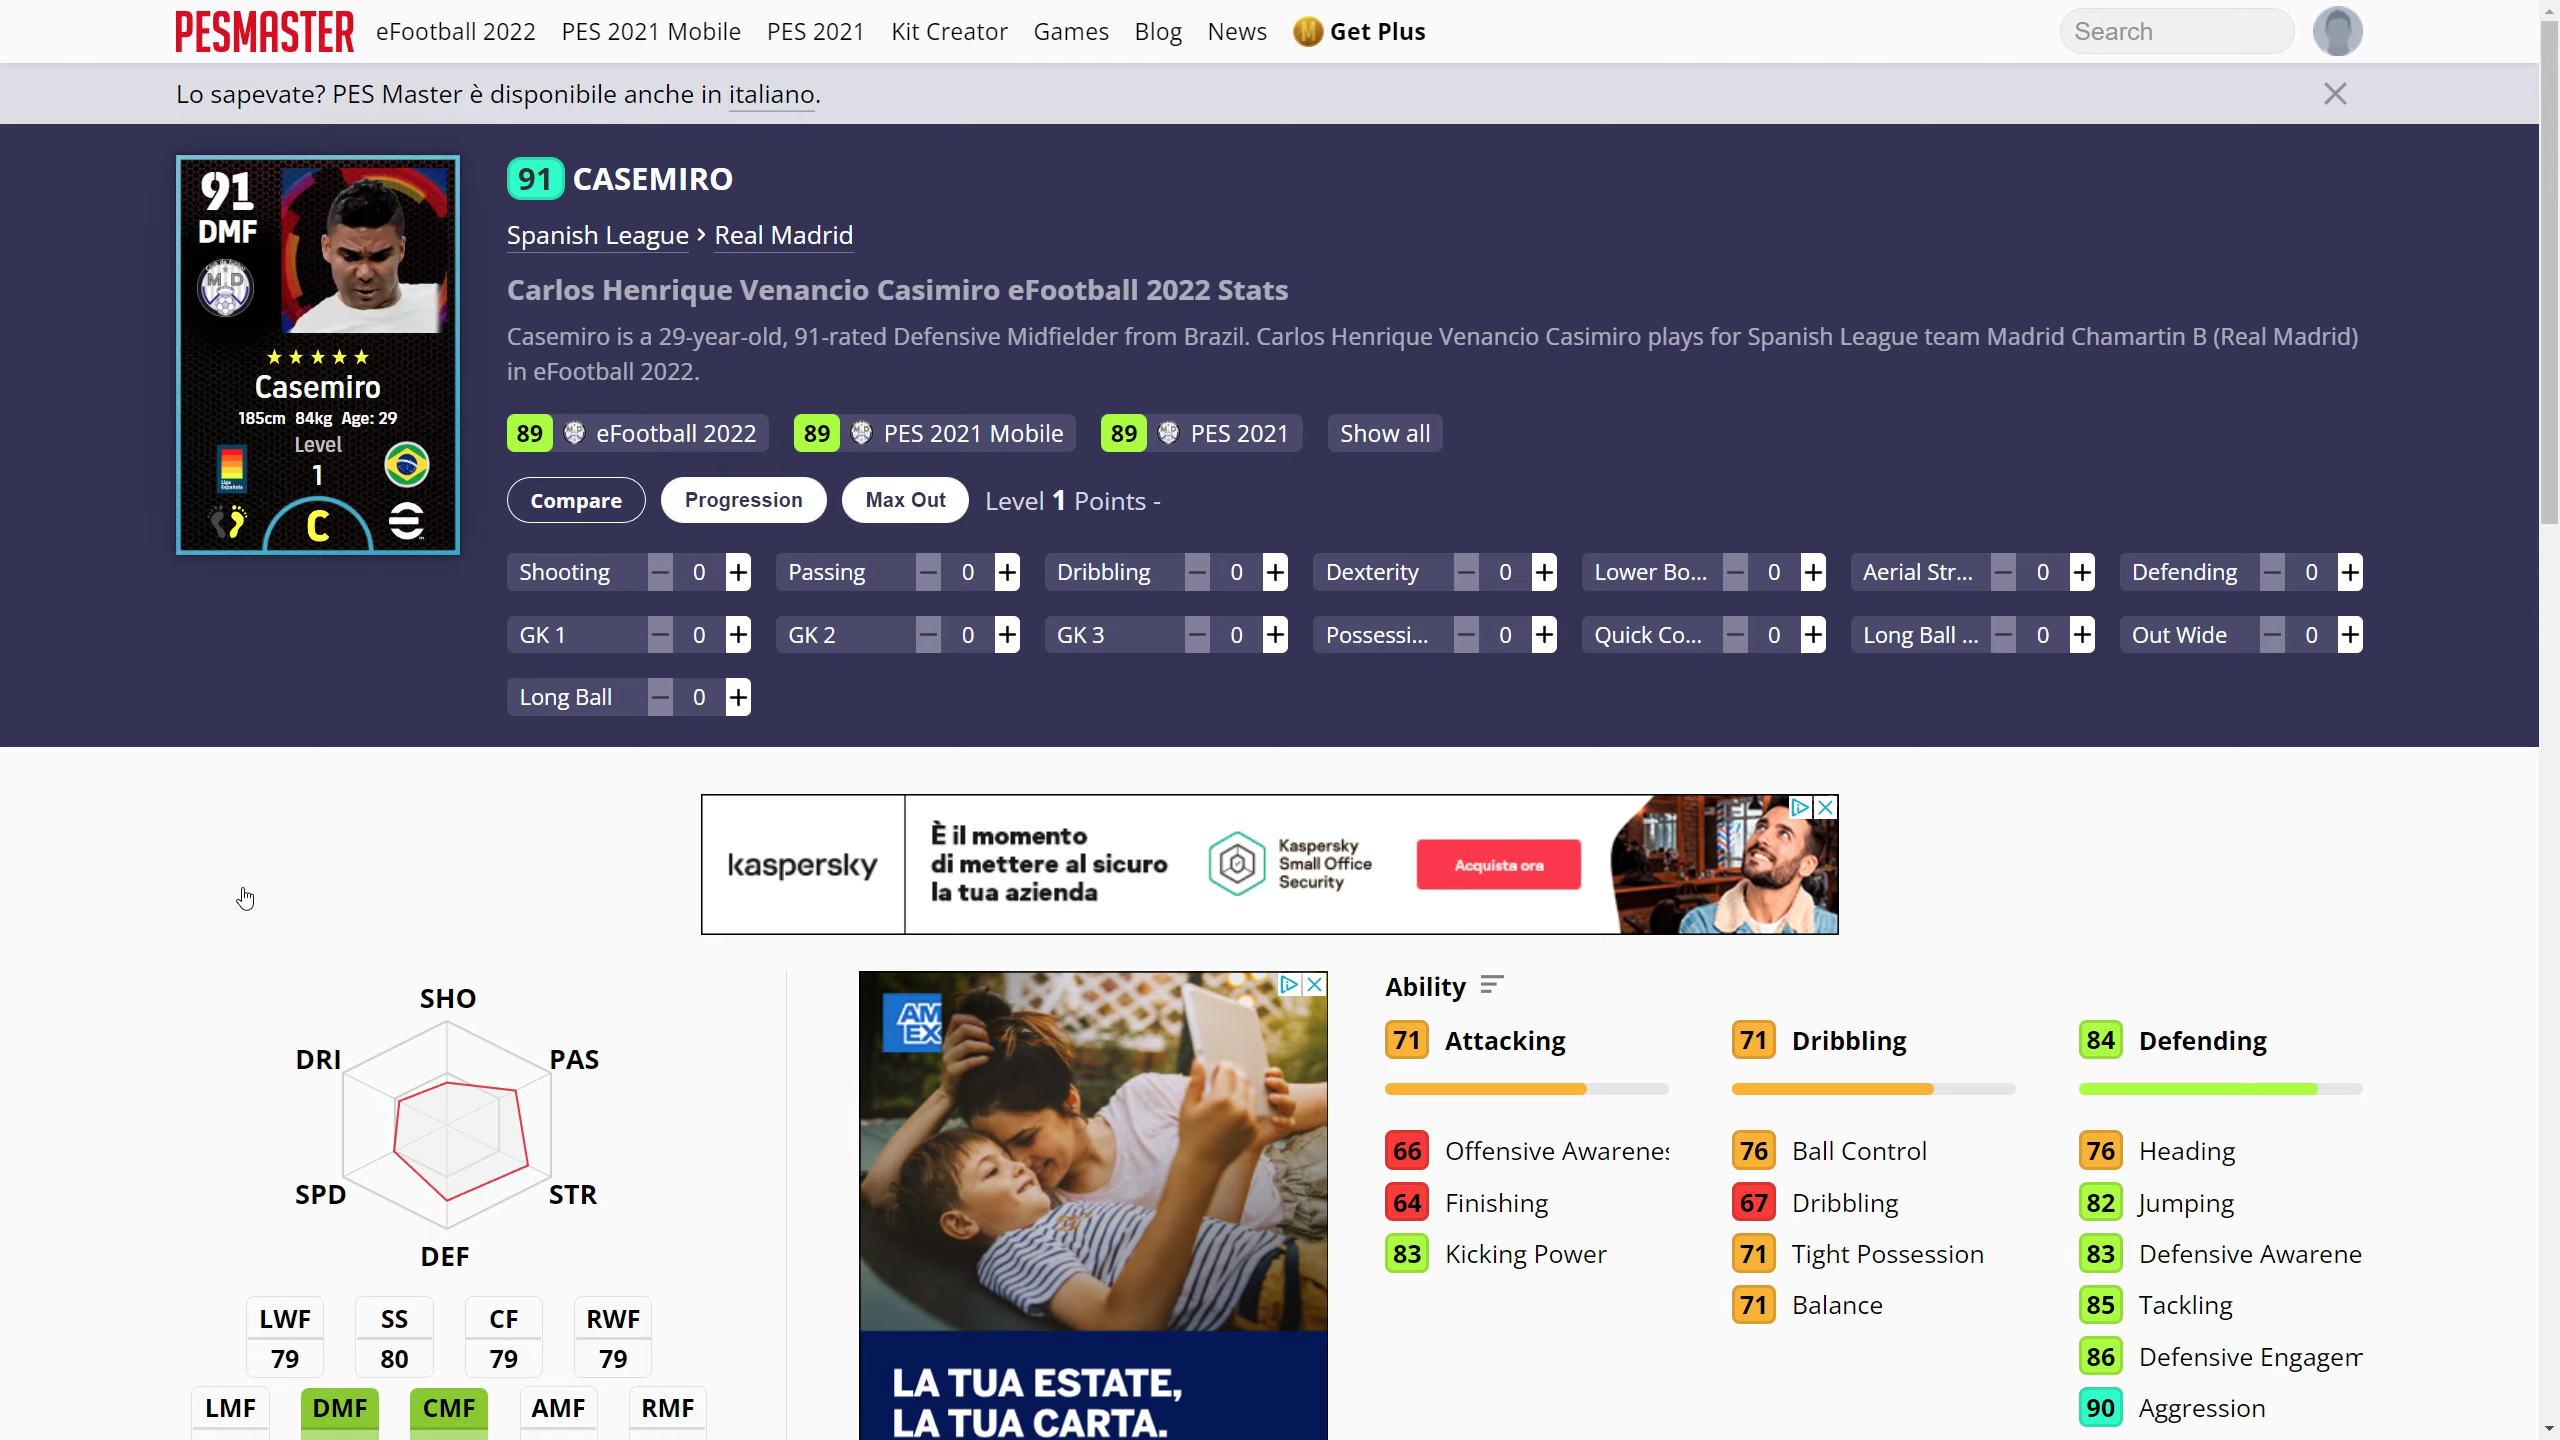 PESMASTER eFootball 2022 PES 2021 Mobile PES 2021 Kit Creator Games Blog News Get Plus Search
Lo sapevate? PES Master è disponibile anche in italiano.
91
DMF
MD
Casemiro
185cm 84kg Age: 29
Level
1
C
91 CASEMIRO
Spanish League › Real Madrid
Carlos Henrique Venancio Casimiro eFootball 2022 Stats
Casemiro is a 29-year-old, 91-rated Defensive Midfielder from Brazil. Carlos Henrique Venancio Casimiro plays for Spanish League team Madrid Chamartin B (Real Madrid)
in eFootball 2022.
89 eFootball 2022 89 PES 2021 Mobile 89 PES 2021 Show all
Compare Progression Max Out Level 1 Points -
Shooting − 0 + Passing − 0 + Dribbling − 0 + Dexterity − 0 + Lower Bo... − 0 + Aerial Str... − 0 + Defending − 0 +
GK 1 − 0 + GK 2 − 0 + GK 3 − 0 + Possessi... − 0 + Quick Co... − 0 + Long Ball ... − 0 + Out Wide − 0 +
Long Ball − 0 +
kaspersky
È il momento
di mettere al sicuro
la tua azienda
Kaspersky
Small Office
Security
Acquista ora
SHO
DRI PAS
SPD STR
DEF
LWF SS CF RWF
79 80 79 79
LMF DMF CMF AMF RMF
AM
EX
LA TUA ESTATE,
LA TUA CARTA.
Ability
71 Attacking
66 Offensive Awarenes
64 Finishing
83 Kicking Power
71 Dribbling
76 Ball Control
67 Dribbling
71 Tight Possession
71 Balance
84 Defending
76 Heading
82 Jumping
83 Defensive Awarene
85 Tackling
86 Defensive Engagem
90 Aggression